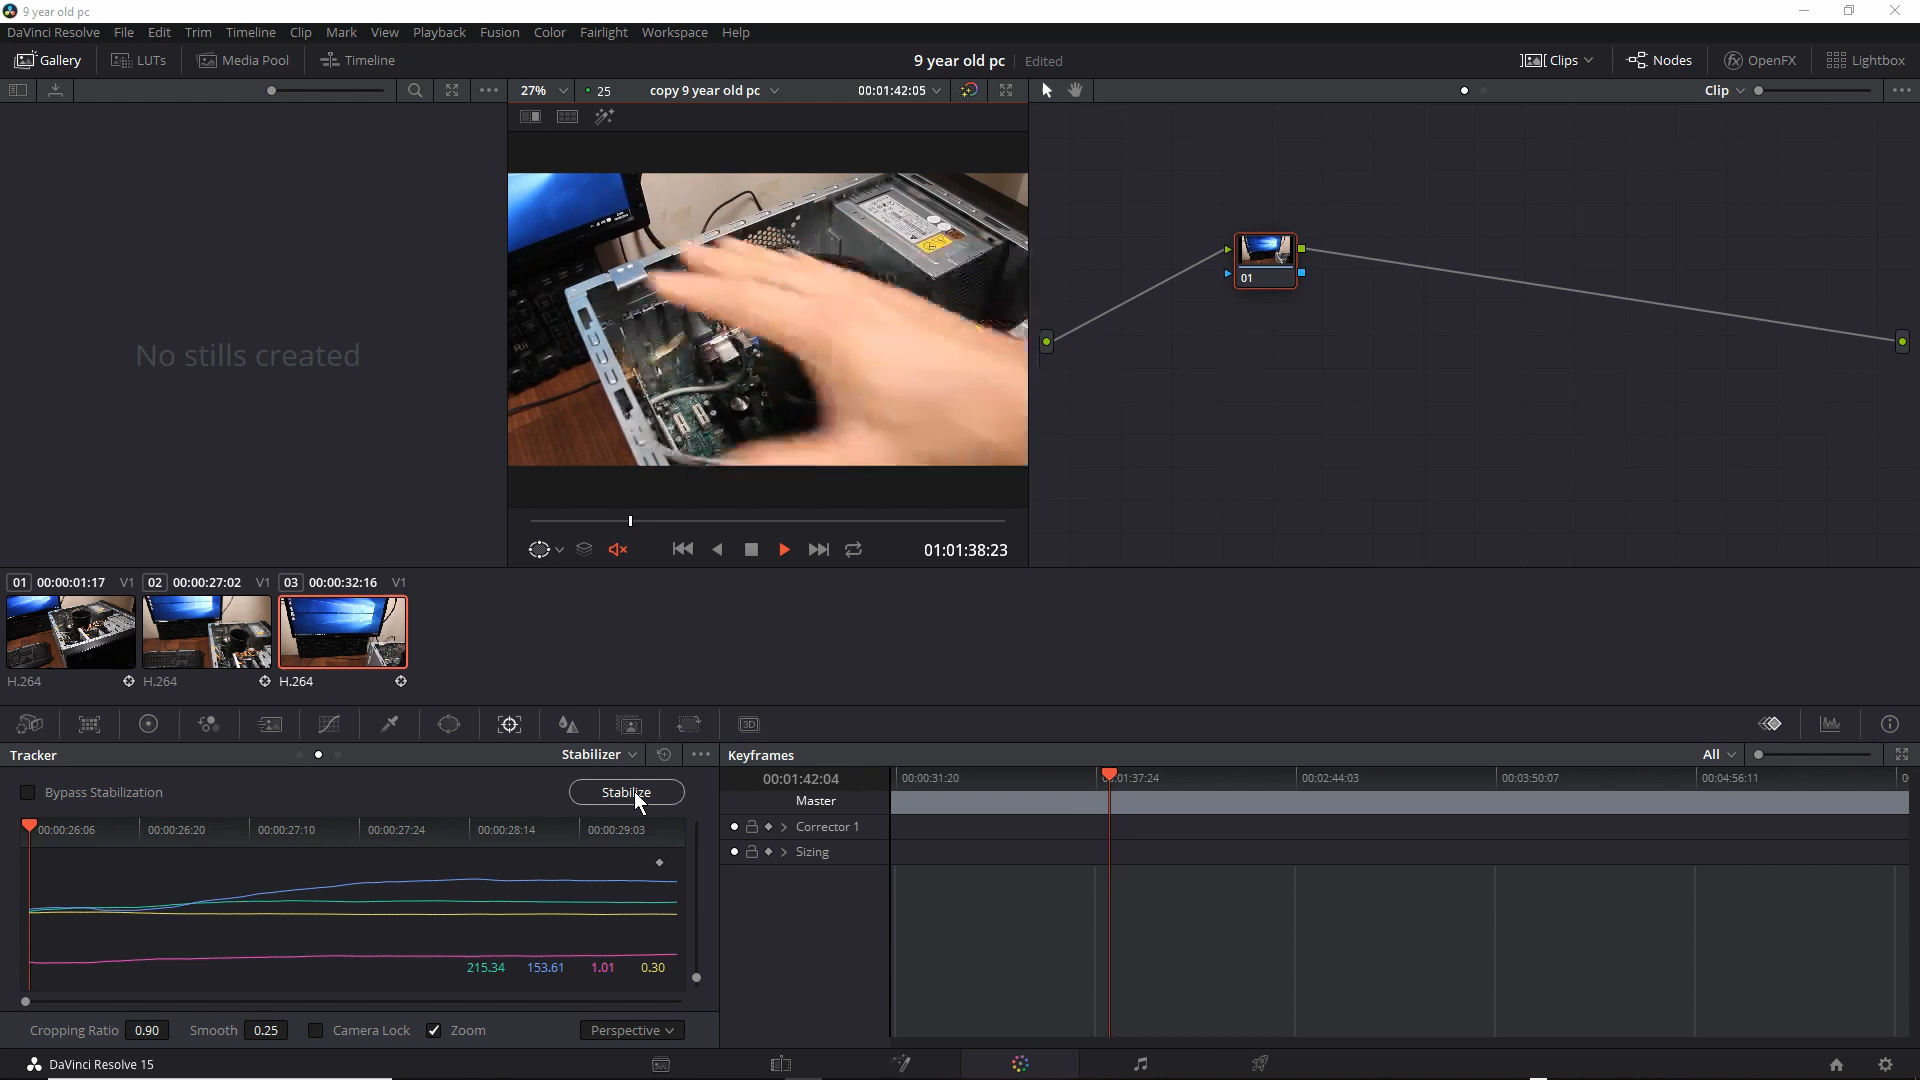 9 year old pc
DaVinci Resolve File Edit Trim Timeline Clip Mark View Playback Fusion Color Fairlight Workspace Help
Gallery LUTs Media Pool Timeline 9 year old pc Edited Clips Nodes OpenFX Lightbox
27% 25 copy 9 year old pc 00:01:42:05 Clip
No stills created
01:01:38:23
01
01 00:00:01:17 V1 02 00:00:27:02 V1 03 00:00:32:16 V1
H.264 H.264 H.264
3D
Tracker Stabilizer Keyframes All
Bypass Stabilization Stabilize
00:01:42:04 00:00:31:20 01:37:24 00:02:44:03 00:03:50:07 00:04:56:11 0
Master
Corrector 1
Sizing
00:00:26:06 00:00:26:20 00:00:27:10 00:00:27:24 00:00:28:14 00:00:29:03
215.34 153.61 1.01 0.30
Cropping Ratio 0.90 Smooth 0.25 Camera Lock Zoom Perspective
DaVinci Resolve 15